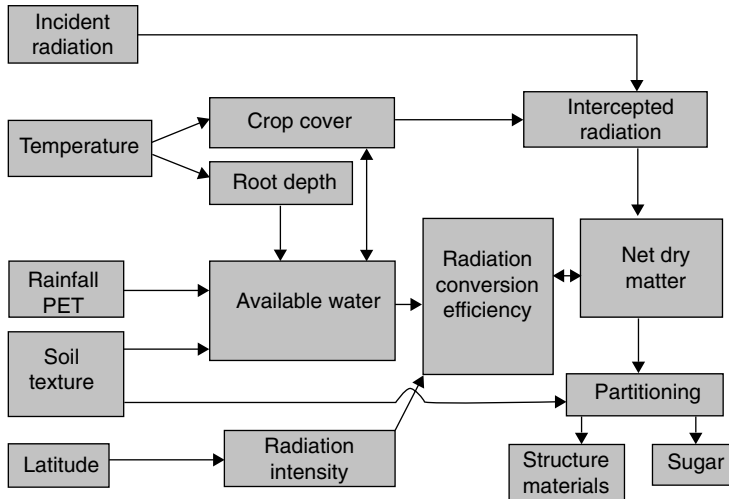 Incident
radiation
Temperature
Crop cover
Intercepted
radiation
Root depth
Rainfall
PET
Available water
Radiation
conversion
efficiency
Net dry
matter
Soil
texture
Partitioning
Latitude
Radiation
intensity
Structure
materials
Sugar